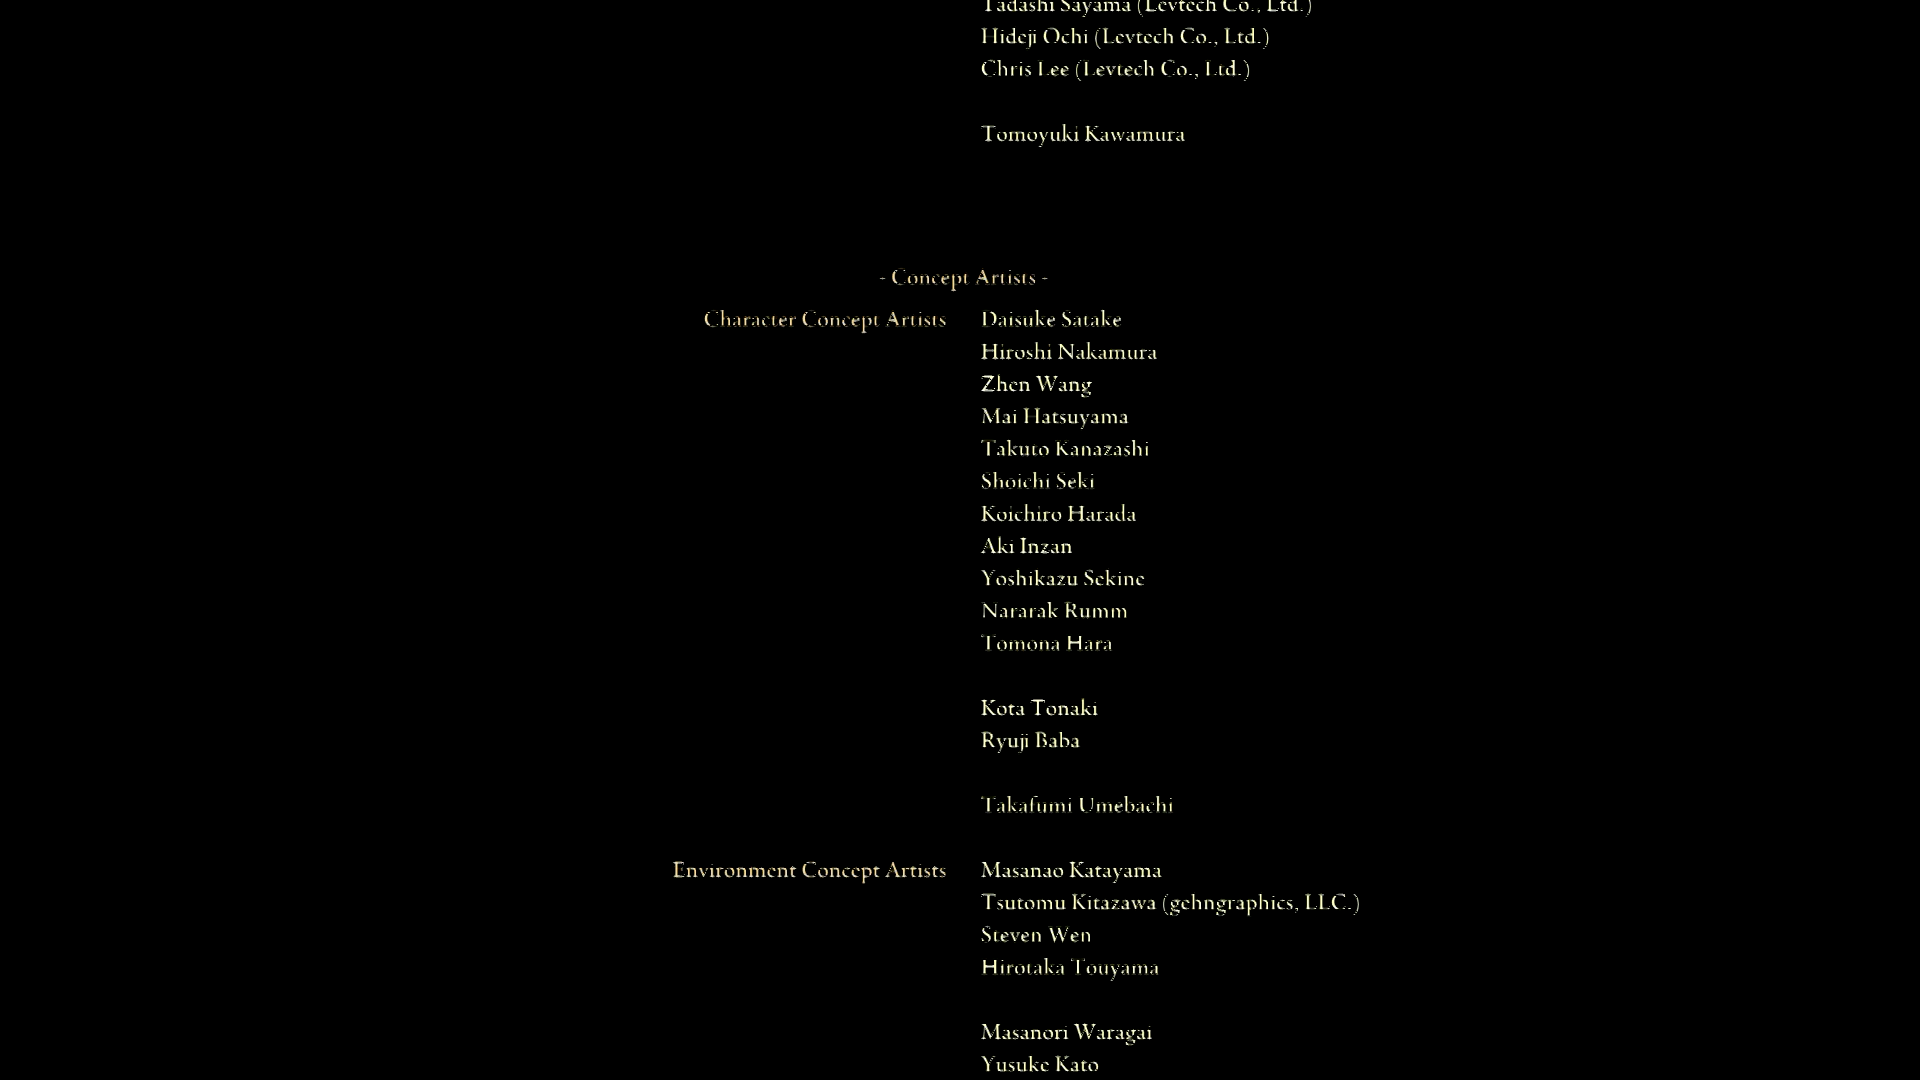 Tadashi Sayama (Levtech Co., Ltd.)
Hideji Ochi (Levtech Co., Ltd.)
Chris Lee (Levtech Co., Ltd.)
Tomoyuki Kawamura
- Concept Artists -
Character Concept Artists Daisuke Satake
Hiroshi Nakamura
Zhen Wang
Mai Hatsuyama
Takuto Kanazashi
Shoichi Seki
Koichiro Harada
Aki Inzan
Yoshikazu Sekine
Nararak Rumm
Tomona Hara
Kota Tonaki
Ryuji Baba
Takafumi Umebachi
Environment Concept Artists Masanao Katayama
Tsutomu Kitazawa (gehngraphics, LLC.)
Steven Wen
Hirotaka Touyama
Masanori Waragai
Yusuke Kato